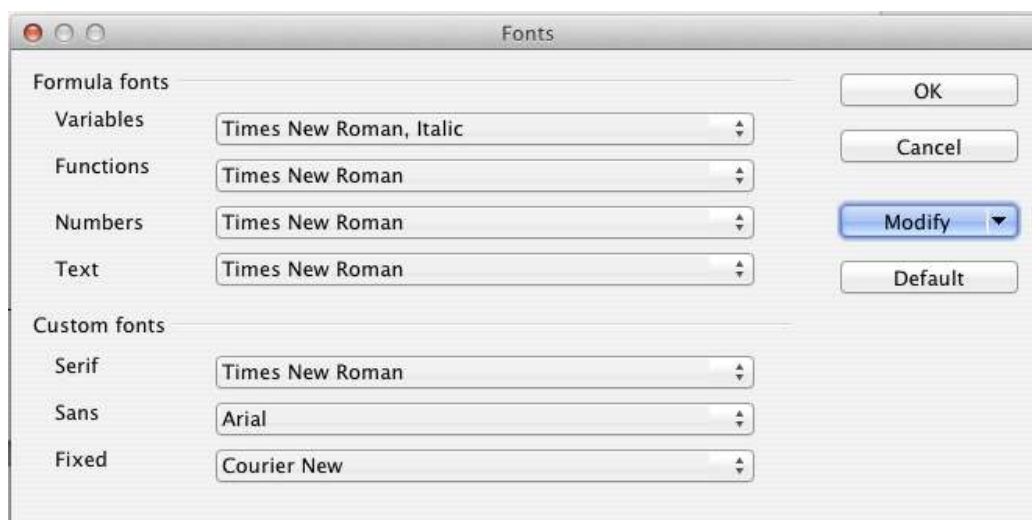 Fonts
Formula fonts
Variables
Times New Roman, Italic
Functions
Times New Roman
Numbers
Times New Roman
Text
Times New Roman
Custom fonts
Serif
Times New Roman
Sans
Arial
Fixed
Courier New
OK
Cancel
Modify
Default